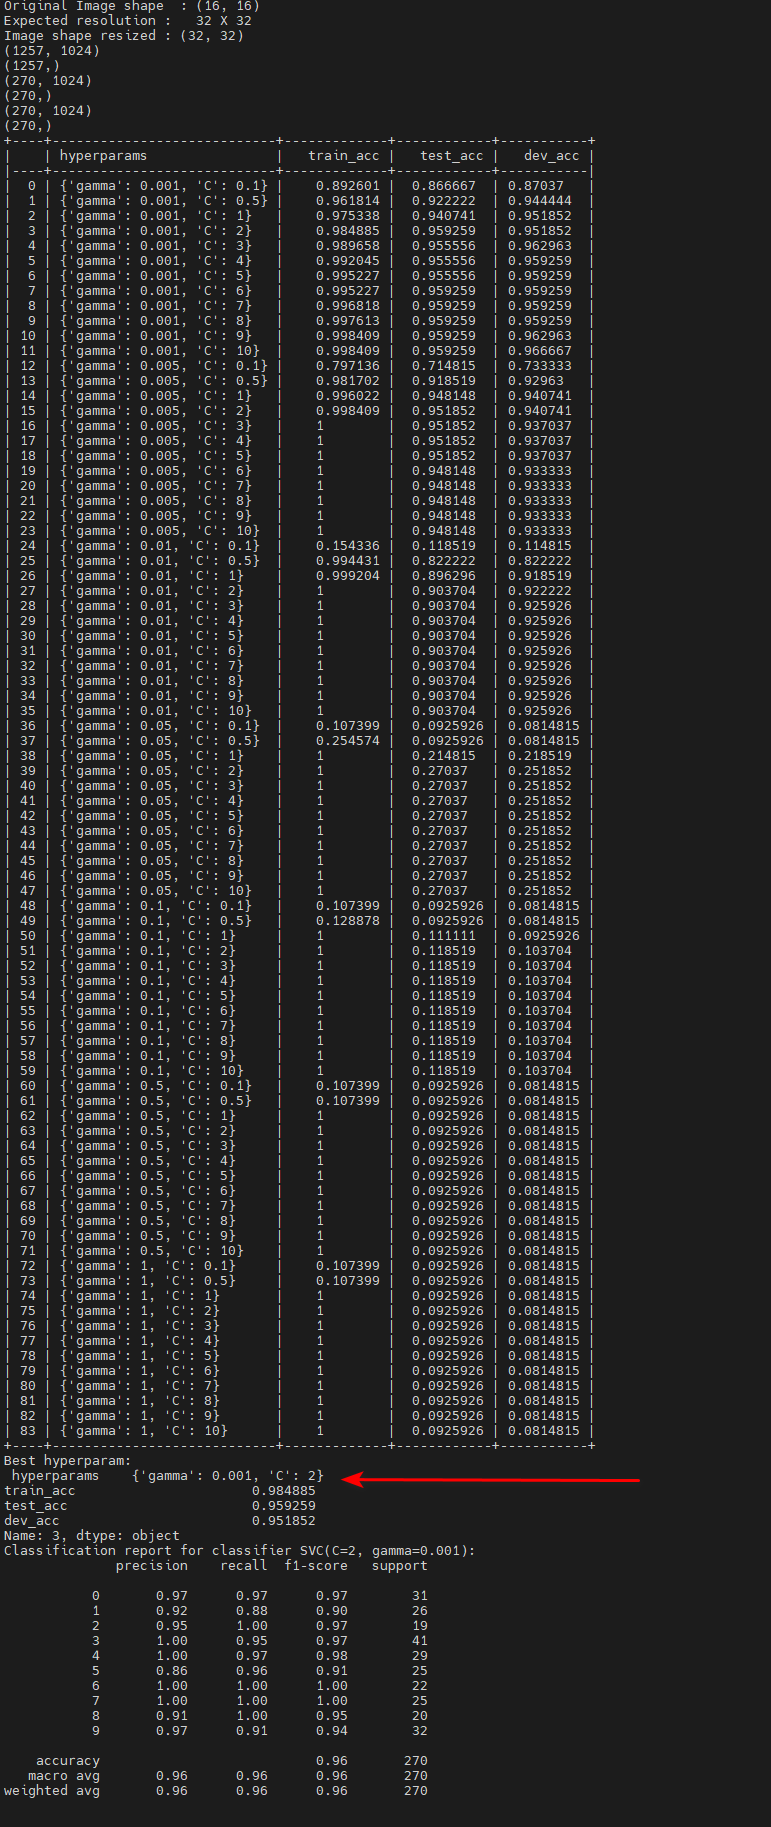 Original Image shape  : (16, 16)
Expected resolution :   32 X 32
Image shape resized : (32, 32)
(1257, 1024)
(1257,)
(270, 1024)
(270,)
(270, 1024)
(270,)
+----+----------------------------+-------------+------------+-----------+
|    | hyperparams                |   train_acc |   test_acc |   dev_acc |
|----+----------------------------+-------------+------------+-----------|
|  0 | {'gamma': 0.001, 'C': 0.1} |    0.892601 |  0.866667  | 0.87037   |
|  1 | {'gamma': 0.001, 'C': 0.5} |    0.961814 |  0.922222  | 0.944444  |
|  2 | {'gamma': 0.001, 'C': 1}   |    0.975338 |  0.940741  | 0.951852  |
|  3 | {'gamma': 0.001, 'C': 2}   |    0.984885 |  0.959259  | 0.951852  |
|  4 | {'gamma': 0.001, 'C': 3}   |    0.989658 |  0.955556  | 0.962963  |
|  5 | {'gamma': 0.001, 'C': 4}   |    0.992045 |  0.955556  | 0.959259  |
|  6 | {'gamma': 0.001, 'C': 5}   |    0.995227 |  0.955556  | 0.959259  |
|  7 | {'gamma': 0.001, 'C': 6}   |    0.995227 |  0.959259  | 0.959259  |
|  8 | {'gamma': 0.001, 'C': 7}   |    0.996818 |  0.959259  | 0.959259  |
|  9 | {'gamma': 0.001, 'C': 8}   |    0.997613 |  0.959259  | 0.959259  |
| 10 | {'gamma': 0.001, 'C': 9}   |    0.998409 |  0.959259  | 0.962963  |
| 11 | {'gamma': 0.001, 'C': 10}  |    0.998409 |  0.959259  | 0.966667  |
| 12 | {'gamma': 0.005, 'C': 0.1} |    0.797136 |  0.714815  | 0.733333  |
| 13 | {'gamma': 0.005, 'C': 0.5} |    0.981702 |  0.918519  | 0.92963   |
| 14 | {'gamma': 0.005, 'C': 1}   |    0.996022 |  0.948148  | 0.940741  |
| 15 | {'gamma': 0.005, 'C': 2}   |    0.998409 |  0.951852  | 0.940741  |
| 16 | {'gamma': 0.005, 'C': 3}   |    1        |  0.951852  | 0.937037  |
| 17 | {'gamma': 0.005, 'C': 4}   |    1        |  0.951852  | 0.937037  |
| 18 | {'gamma': 0.005, 'C': 5}   |    1        |  0.951852  | 0.937037  |
| 19 | {'gamma': 0.005, 'C': 6}   |    1        |  0.948148  | 0.933333  |
| 20 | {'gamma': 0.005, 'C': 7}   |    1        |  0.948148  | 0.933333  |
| 21 | {'gamma': 0.005, 'C': 8}   |    1        |  0.948148  | 0.933333  |
| 22 | {'gamma': 0.005, 'C': 9}   |    1        |  0.948148  | 0.933333  |
| 23 | {'gamma': 0.005, 'C': 10}  |    1        |  0.948148  | 0.933333  |
| 24 | {'gamma': 0.01, 'C': 0.1}  |    0.154336 |  0.118519  | 0.114815  |
| 25 | {'gamma': 0.01, 'C': 0.5}  |    0.994431 |  0.822222  | 0.822222  |
| 26 | {'gamma': 0.01, 'C': 1}    |    0.999204 |  0.896296  | 0.918519  |
| 27 | {'gamma': 0.01, 'C': 2}    |    1        |  0.903704  | 0.922222  |
| 28 | {'gamma': 0.01, 'C': 3}    |    1        |  0.903704  | 0.925926  |
| 29 | {'gamma': 0.01, 'C': 4}    |    1        |  0.903704  | 0.925926  |
| 30 | {'gamma': 0.01, 'C': 5}    |    1        |  0.903704  | 0.925926  |
| 31 | {'gamma': 0.01, 'C': 6}    |    1        |  0.903704  | 0.925926  |
| 32 | {'gamma': 0.01, 'C': 7}    |    1        |  0.903704  | 0.925926  |
| 33 | {'gamma': 0.01, 'C': 8}    |    1        |  0.903704  | 0.925926  |
| 34 | {'gamma': 0.01, 'C': 9}    |    1        |  0.903704  | 0.925926  |
| 35 | {'gamma': 0.01, 'C': 10}   |    1        |  0.903704  | 0.925926  |
| 36 | {'gamma': 0.05, 'C': 0.1}  |    0.107399 |  0.0925926 | 0.0814815 |
| 37 | {'gamma': 0.05, 'C': 0.5}  |    0.254574 |  0.0925926 | 0.0814815 |
| 38 | {'gamma': 0.05, 'C': 1}    |    1        |  0.214815  | 0.218519  |
| 39 | {'gamma': 0.05, 'C': 2}    |    1        |  0.27037   | 0.251852  |
| 40 | {'gamma': 0.05, 'C': 3}    |    1        |  0.27037   | 0.251852  |
| 41 | {'gamma': 0.05, 'C': 4}    |    1        |  0.27037   | 0.251852  |
| 42 | {'gamma': 0.05, 'C': 5}    |    1        |  0.27037   | 0.251852  |
| 43 | {'gamma': 0.05, 'C': 6}    |    1        |  0.27037   | 0.251852  |
| 44 | {'gamma': 0.05, 'C': 7}    |    1        |  0.27037   | 0.251852  |
| 45 | {'gamma': 0.05, 'C': 8}    |    1        |  0.27037   | 0.251852  |
| 46 | {'gamma': 0.05, 'C': 9}    |    1        |  0.27037   | 0.251852  |
| 47 | {'gamma': 0.05, 'C': 10}   |    1        |  0.27037   | 0.251852  |
| 48 | {'gamma': 0.1, 'C': 0.1}   |    0.107399 |  0.0925926 | 0.0814815 |
| 49 | {'gamma': 0.1, 'C': 0.5}   |    0.128878 |  0.0925926 | 0.0814815 |
| 50 | {'gamma': 0.1, 'C': 1}     |    1        |  0.111111  | 0.0925926 |
| 51 | {'gamma': 0.1, 'C': 2}     |    1        |  0.118519  | 0.103704  |
| 52 | {'gamma': 0.1, 'C': 3}     |    1        |  0.118519  | 0.103704  |
| 53 | {'gamma': 0.1, 'C': 4}     |    1        |  0.118519  | 0.103704  |
| 54 | {'gamma': 0.1, 'C': 5}     |    1        |  0.118519  | 0.103704  |
| 55 | {'gamma': 0.1, 'C': 6}     |    1        |  0.118519  | 0.103704  |
| 56 | {'gamma': 0.1, 'C': 7}     |    1        |  0.118519  | 0.103704  |
| 57 | {'gamma': 0.1, 'C': 8}     |    1        |  0.118519  | 0.103704  |
| 58 | {'gamma': 0.1, 'C': 9}     |    1        |  0.118519  | 0.103704  |
| 59 | {'gamma': 0.1, 'C': 10}    |    1        |  0.118519  | 0.103704  |
| 60 | {'gamma': 0.5, 'C': 0.1}   |    0.107399 |  0.0925926 | 0.0814815 |
| 61 | {'gamma': 0.5, 'C': 0.5}   |    0.107399 |  0.0925926 | 0.0814815 |
| 62 | {'gamma': 0.5, 'C': 1}     |    1        |  0.0925926 | 0.0814815 |
| 63 | {'gamma': 0.5, 'C': 2}     |    1        |  0.0925926 | 0.0814815 |
| 64 | {'gamma': 0.5, 'C': 3}     |    1        |  0.0925926 | 0.0814815 |
| 65 | {'gamma': 0.5, 'C': 4}     |    1        |  0.0925926 | 0.0814815 |
| 66 | {'gamma': 0.5, 'C': 5}     |    1        |  0.0925926 | 0.0814815 |
| 67 | {'gamma': 0.5, 'C': 6}     |    1        |  0.0925926 | 0.0814815 |
| 68 | {'gamma': 0.5, 'C': 7}     |    1        |  0.0925926 | 0.0814815 |
| 69 | {'gamma': 0.5, 'C': 8}     |    1        |  0.0925926 | 0.0814815 |
| 70 | {'gamma': 0.5, 'C': 9}     |    1        |  0.0925926 | 0.0814815 |
| 71 | {'gamma': 0.5, 'C': 10}    |    1        |  0.0925926 | 0.0814815 |
| 72 | {'gamma': 1, 'C': 0.1}     |    0.107399 |  0.0925926 | 0.0814815 |
| 73 | {'gamma': 1, 'C': 0.5}     |    0.107399 |  0.0925926 | 0.0814815 |
| 74 | {'gamma': 1, 'C': 1}       |    1        |  0.0925926 | 0.0814815 |
| 75 | {'gamma': 1, 'C': 2}       |    1        |  0.0925926 | 0.0814815 |
| 76 | {'gamma': 1, 'C': 3}       |    1        |  0.0925926 | 0.0814815 |
| 77 | {'gamma': 1, 'C': 4}       |    1        |  0.0925926 | 0.0814815 |
| 78 | {'gamma': 1, 'C': 5}       |    1        |  0.0925926 | 0.0814815 |
| 79 | {'gamma': 1, 'C': 6}       |    1        |  0.0925926 | 0.0814815 |
| 80 | {'gamma': 1, 'C': 7}       |    1        |  0.0925926 | 0.0814815 |
| 81 | {'gamma': 1, 'C': 8}       |    1        |  0.0925926 | 0.0814815 |
| 82 | {'gamma': 1, 'C': 9}       |    1        |  0.0925926 | 0.0814815 |
| 83 | {'gamma': 1, 'C': 10}      |    1        |  0.0925926 | 0.0814815 |
+----+----------------------------+-------------+------------+-----------+
Best hyperparam:
 hyperparams    {'gamma': 0.001, 'C': 2}
train_acc                      0.984885
test_acc                       0.959259
dev_acc                        0.951852
Name: 3, dtype: object
Classification report for classifier SVC(C=2, gamma=0.001):
              precision    recall  f1-score   support

           0       0.97      0.97      0.97        31
           1       0.92      0.88      0.90        26
           2       0.95      1.00      0.97        19
           3       1.00      0.95      0.97        41
           4       1.00      0.97      0.98        29
           5       0.86      0.96      0.91        25
           6       1.00      1.00      1.00        22
           7       1.00      1.00      1.00        25
           8       0.91      1.00      0.95        20
           9       0.97      0.91      0.94        32

    accuracy                           0.96       270
   macro avg       0.96      0.96      0.96       270
weighted avg       0.96      0.96      0.96       270